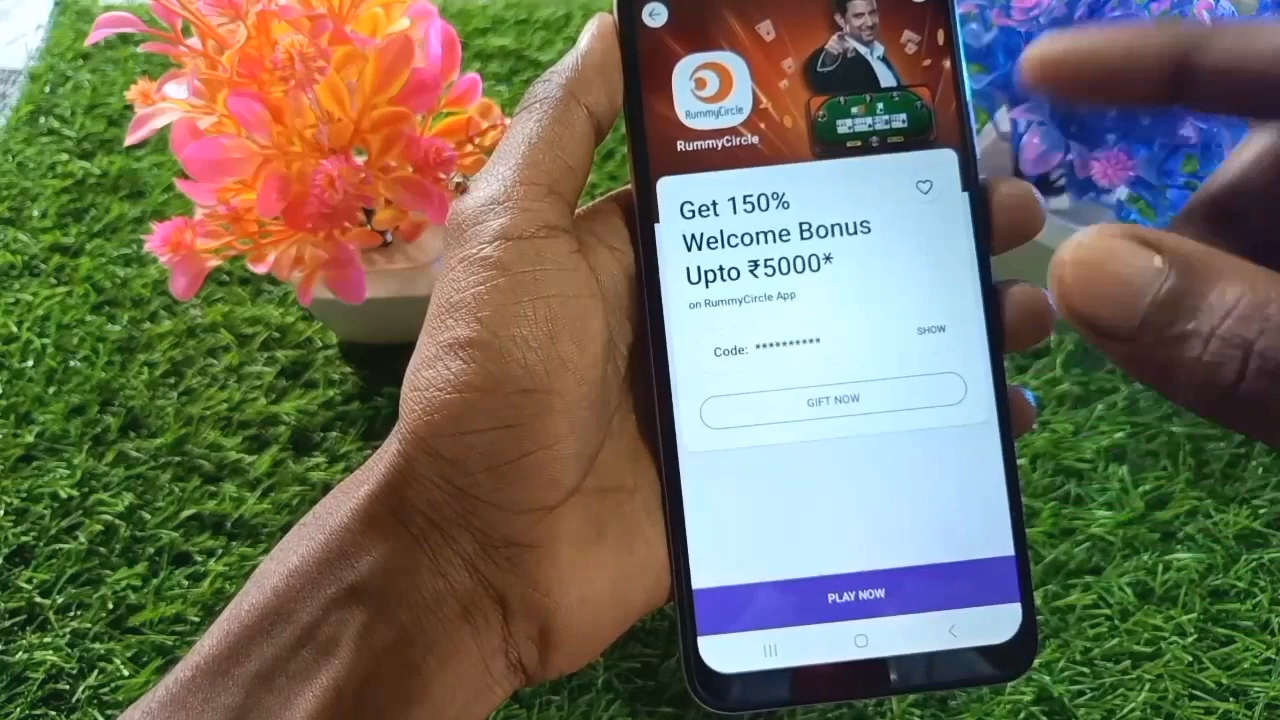 RummyCircle
RummyCircle
Get 150%
Welcome Bonus
Upto ₹5000*
on RummyCircle App
Code: **********
SHOW
GIFT NOW
PLAY NOW